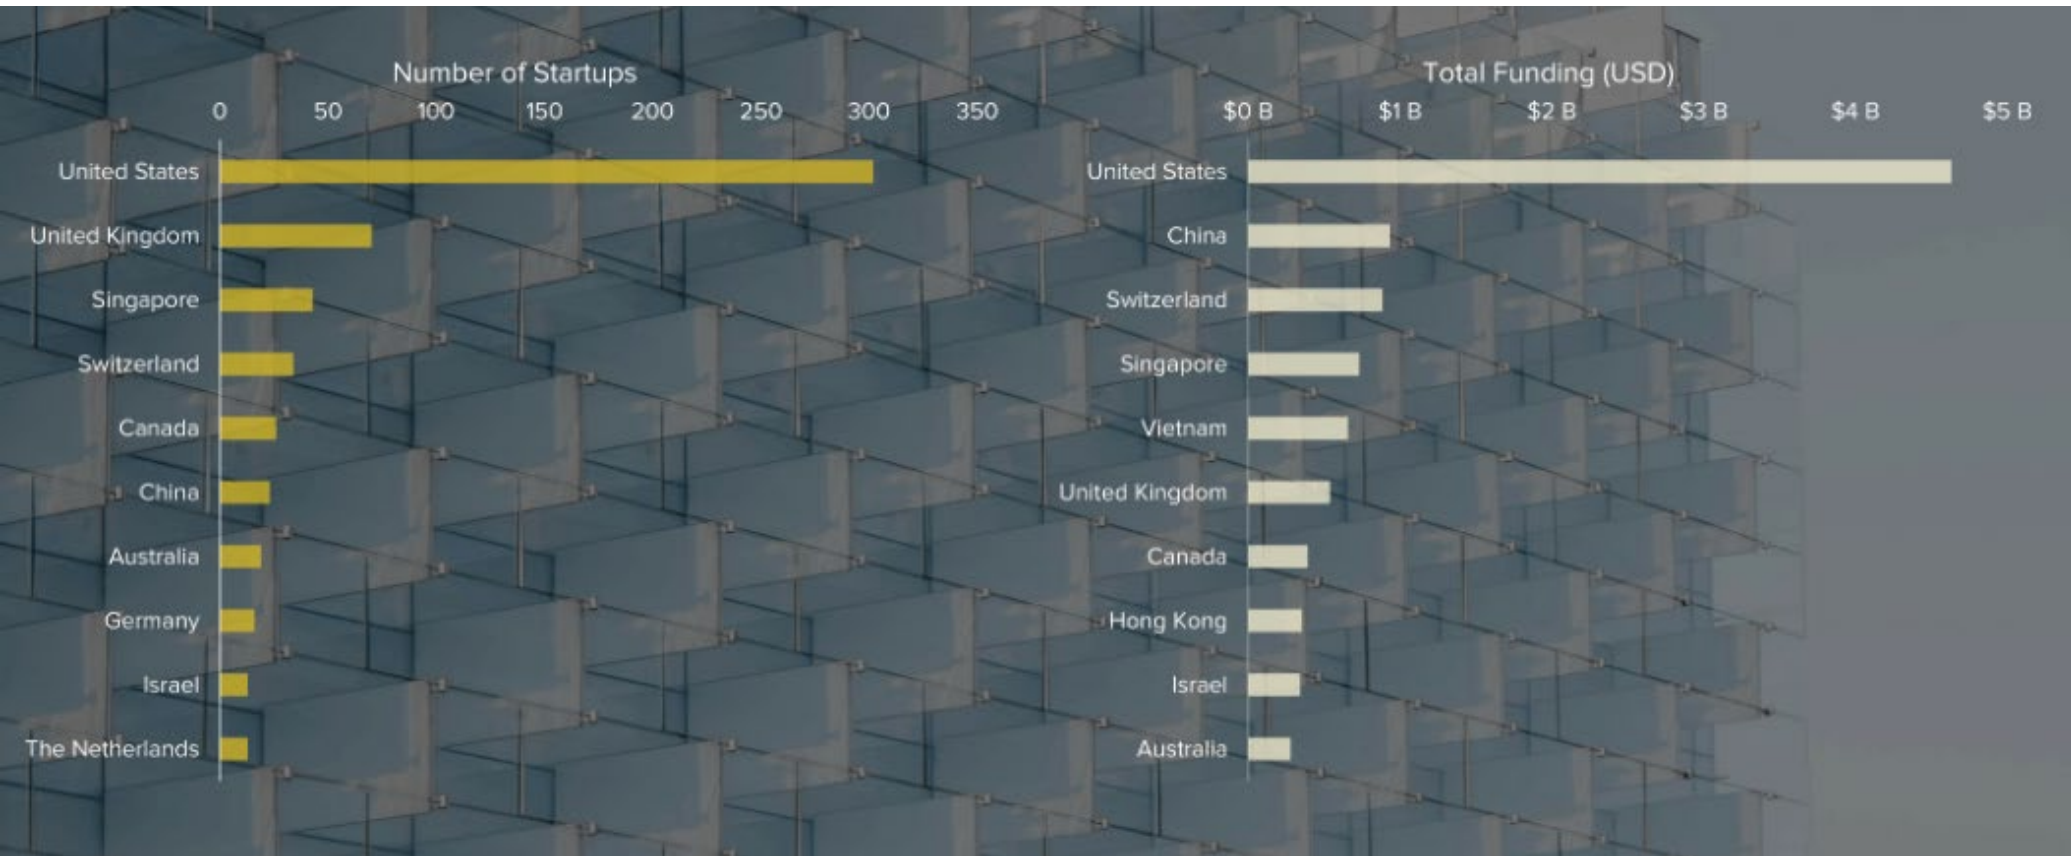 Number of Startups
0 50 100 150 200 250 300 350
United States
United Kingdom
Singapore
Switzerland
Canada
China
Australia
Germany
Israel
The Netherlands
Total Funding (USD)
$0 B $1 B $2 B $3 B $4 B $5 B
United States
China
Switzerland
Singapore
Vietnam
United Kingdom
Canada
Hong Kong
Israel
Australia